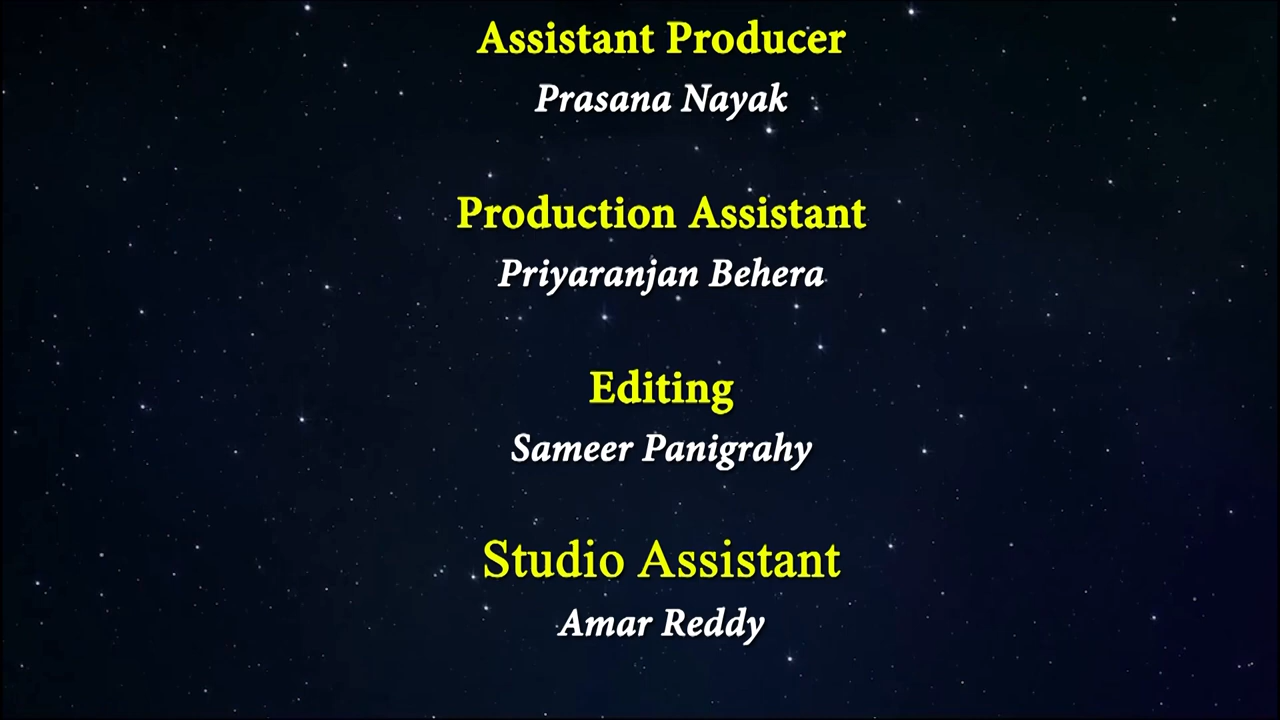 Assistant Producer
Prasana Nayak
Production Assistant
Priyaranjan Behera
Editing
Sameer Panigrahy
Studio Assistant
Amar Reddy